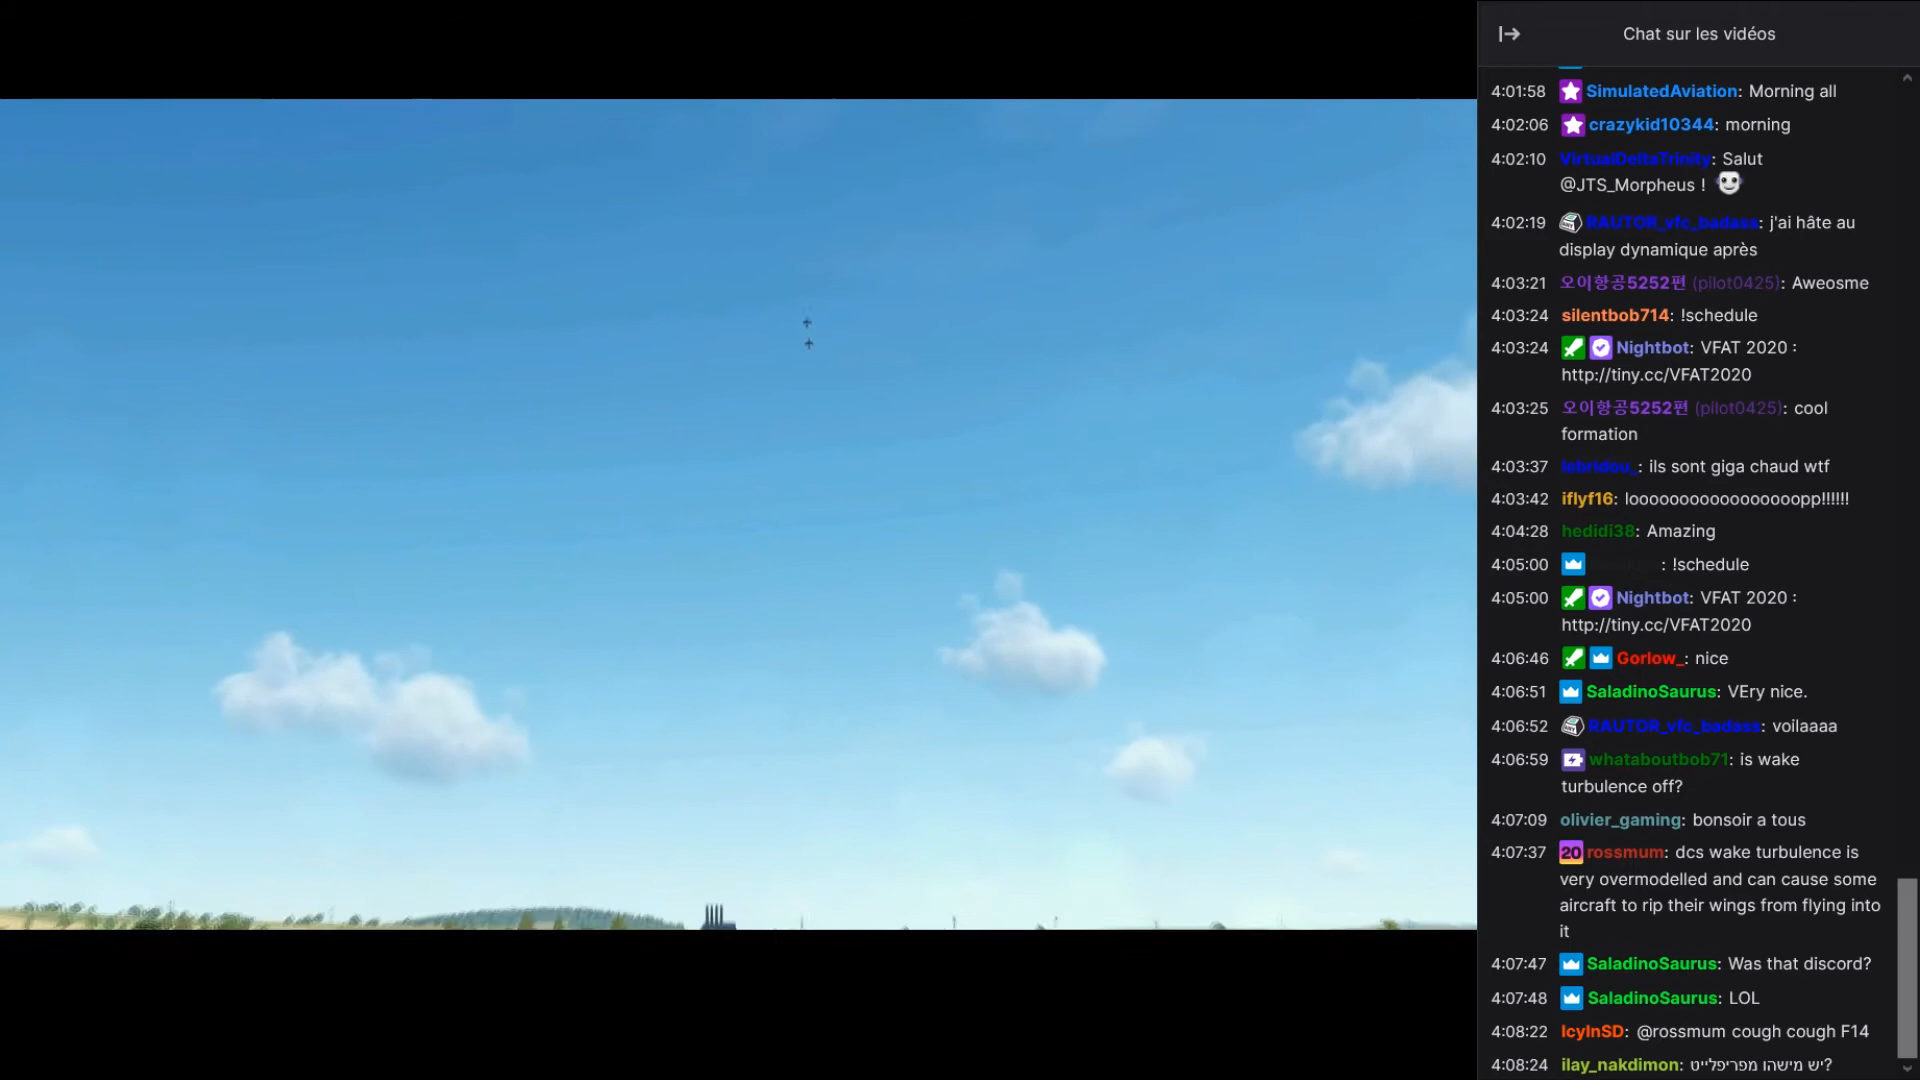 Chat sur les vidéos
4:01:58 SimulatedAviation: Morning all
4:02:06 crazykid10344: morning
4:02:10 VirtualDeltaTrinity: Salut
@JTS_Morpheus !
4:02:19 RAUTOR_vfc_badass: j'ai hâte au
display dynamique après
4:03:21 오이항공5252편 (pilot0425): Aweosme
4:03:24 silentbob714: !schedule
4:03:24 Nightbot: VFAT 2020 :
http://tiny.cc/VFAT2020
4:03:25 오이항공5252편 (pilot0425): cool
formation
4:03:37 lebridou_: ils sont giga chaud wtf
4:03:42 iflyf16: looooooooooooooooopp!!!!!!
4:04:28 hedidi38: Amazing
4:05:00 : !schedule
4:05:00 Nightbot: VFAT 2020 :
http://tiny.cc/VFAT2020
4:06:46 Gorlow_: nice
4:06:51 SaladinoSaurus: VEry nice.
4:06:52 RAUTOR_vfc_badass: voilaaaa
4:06:59 whataboutbob71: is wake
turbulence off?
4:07:09 olivier_gaming: bonsoir a tous
4:07:37 20 rossmum: dcs wake turbulence is
very overmodelled and can cause some
aircraft to rip their wings from flying into
it
4:07:47 SaladinoSaurus: Was that discord?
4:07:48 SaladinoSaurus: LOL
4:08:22 IcyInSD: @rossmum cough cough F14
4:08:24 ilay_nakdimon: יש מישהו מפריפלייט?